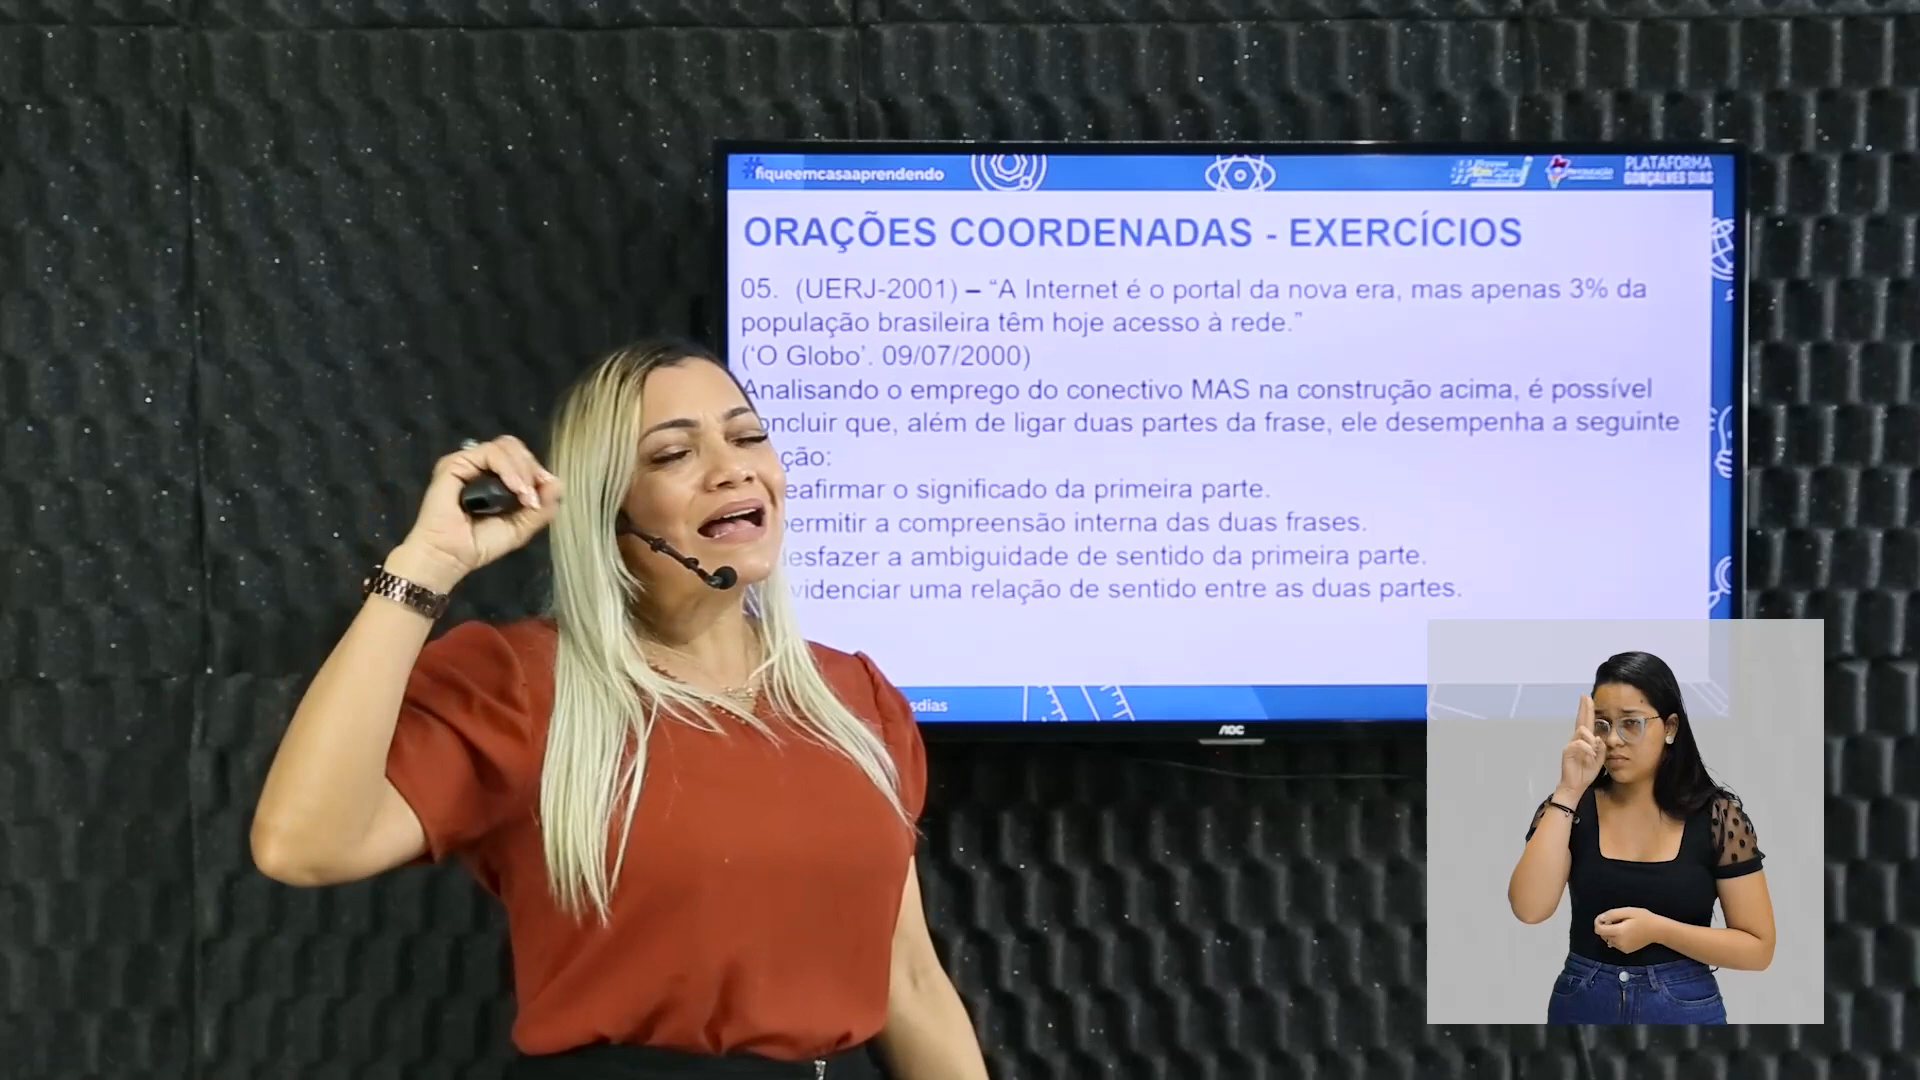 #fiqueemcasaaprendendo
PLATAFORMA
GONÇALVES DIAS
ORAÇÕES COORDENADAS - EXERCÍCIOS
05. (UERJ-2001) – “A Internet é o portal da nova era, mas apenas 3% da
população brasileira têm hoje acesso à rede.”
(‘O Globo’. 09/07/2000)
Analisando o emprego do conectivo MAS na construção acima, é possível
oncluir que, além de ligar duas partes da frase, ele desempenha a seguinte
ção:
eafirmar o significado da primeira parte.
permitir a compreensão interna das duas frases.
esfazer a ambiguidade de sentido da primeira parte.
videnciar uma relação de sentido entre as duas partes.
sdias
AOC